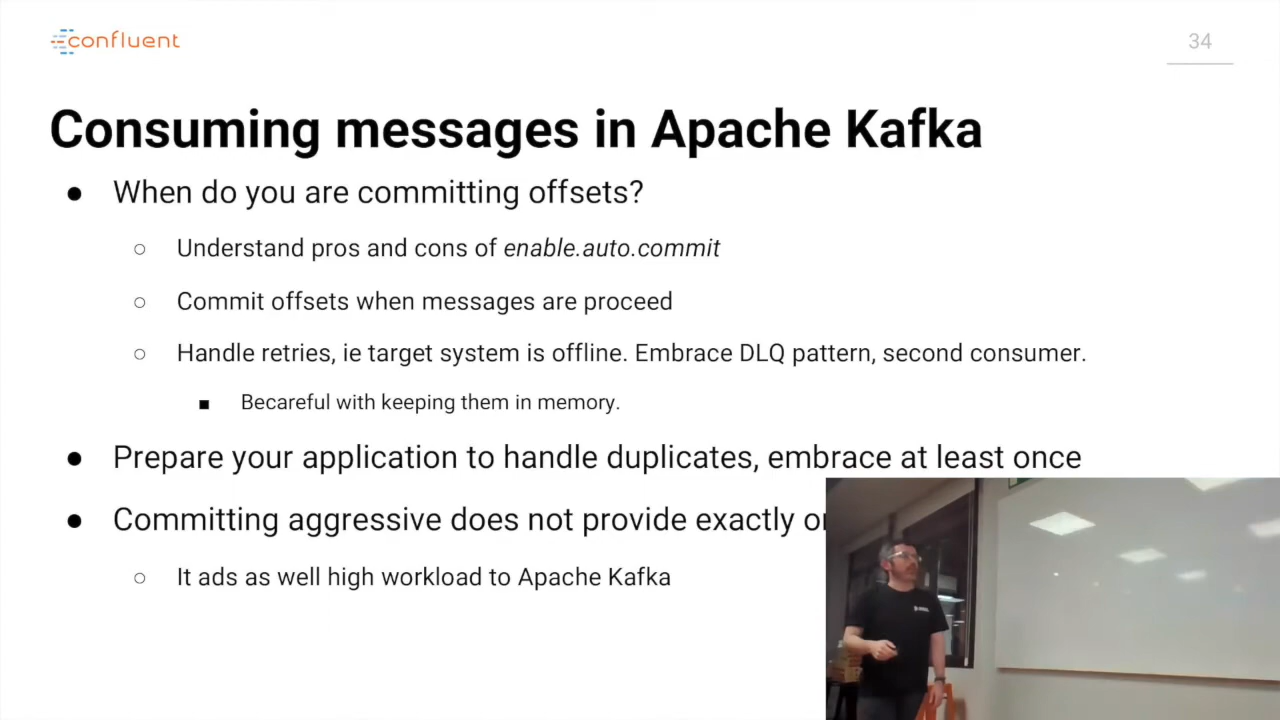 confluent
34
Consuming messages in Apache Kafka
● When do you are committing offsets?
○ Understand pros and cons of enable.auto.commit
○ Commit offsets when messages are proceed
○ Handle retries, ie target system is offline. Embrace DLQ pattern, second consumer.
■ Becareful with keeping them in memory.
● Prepare your application to handle duplicates, embrace at least once
● Committing aggressive does not provide exactly
○ It ads as well high workload to Apache Kafka